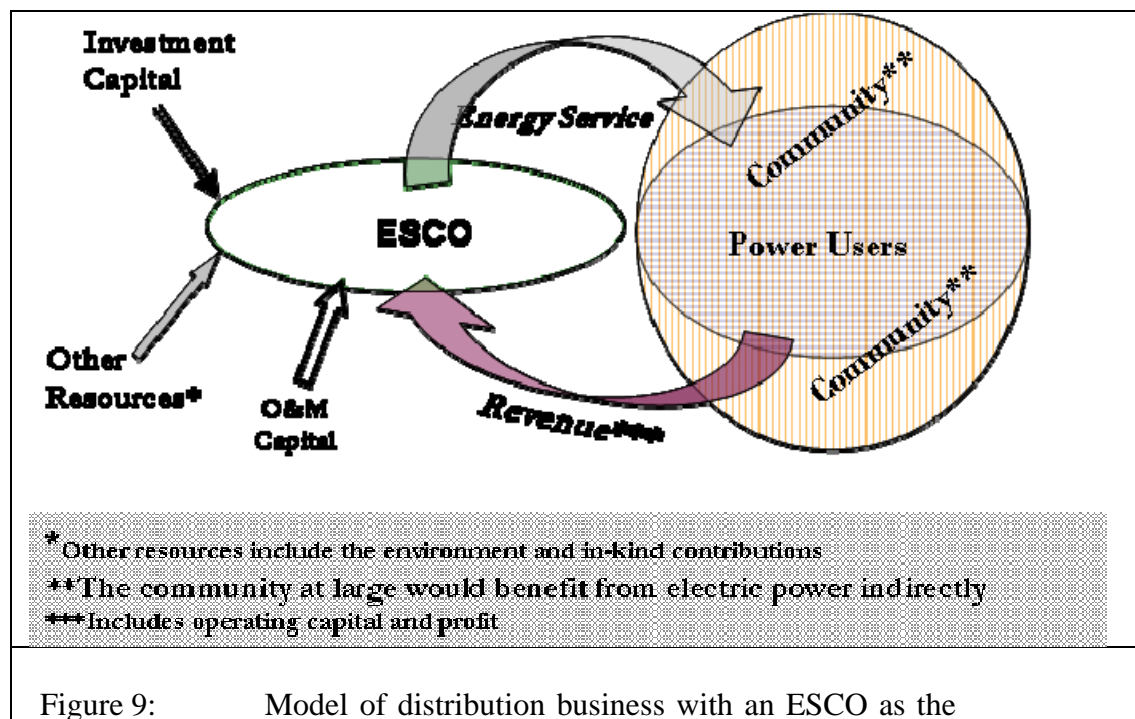 Investment
Capital
Energy Service
Community**
ESCO
Power Users
Community**
Other
Resources*
O&M
Capital
Revenue***
*Other resources include the environment and in-kind contributions
**The community at large would benefit from electric power indirectly
***Includes operating capital and profit
Figure 9: Model of distribution business with an ESCO as the